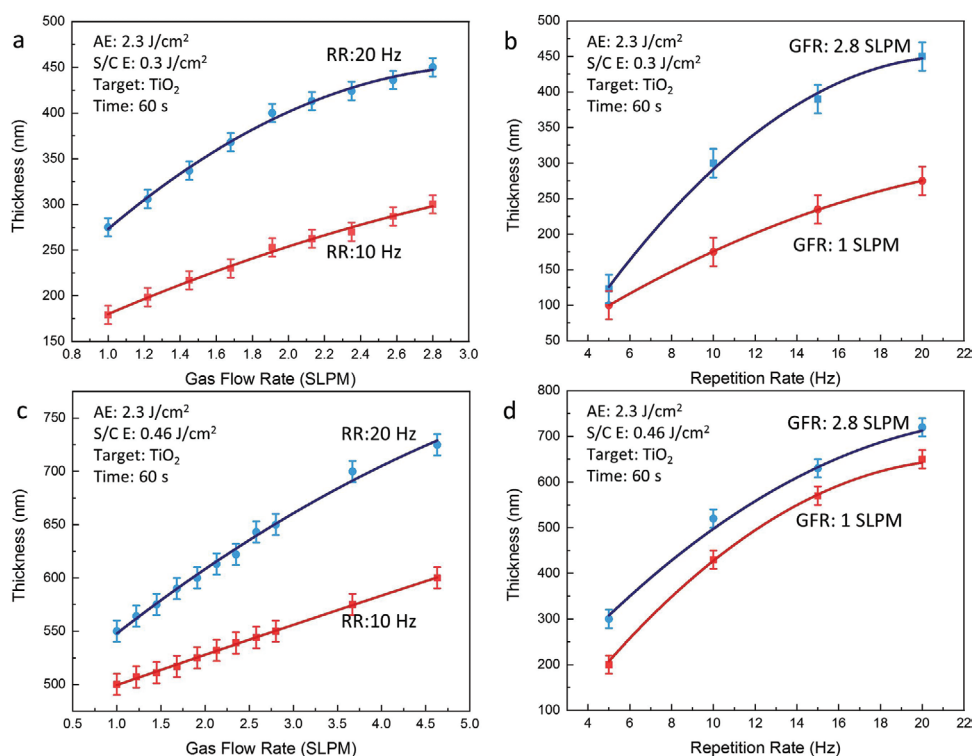 a
AE: 2.3 J/cm²
S/C E: 0.3 J/cm²
Target: TiO₂
Time: 60 s
RR:20 Hz
RR:10 Hz
500
450
400
350
300
250
200
150
0.8 1.0 1.2 1.4 1.6 1.8 2.0 2.2 2.4 2.6 2.8 3.0
Thickness (nm)
Gas Flow Rate (SLPM)
b
AE: 2.3 J/cm²
S/C E: 0.3 J/cm²
Target: TiO₂
Time: 60 s
GFR: 2.8 SLPM
GFR: 1 SLPM
500
450
400
350
300
250
200
150
100
50
4 6 8 10 12 14 16 18 20 22
Thickness (nm)
Repetition Rate (Hz)
c
AE: 2.3 J/cm²
S/C E: 0.46 J/cm²
Target: TiO₂
Time: 60 s
RR:20 Hz
RR:10 Hz
750
700
650
600
550
500
0.5 1.0 1.5 2.0 2.5 3.0 3.5 4.0 4.5 5.0
Thickness (nm)
Gas Flow Rate (SLPM)
d
AE: 2.3 J/cm²
S/C E: 0.46 J/cm²
Target: TiO₂
Time: 60 s
GFR: 2.8 SLPM
GFR: 1 SLPM
800
700
600
500
400
300
200
100
4 6 8 10 12 14 16 18 20 22
Thickness (nm)
Repetition Rate (Hz)